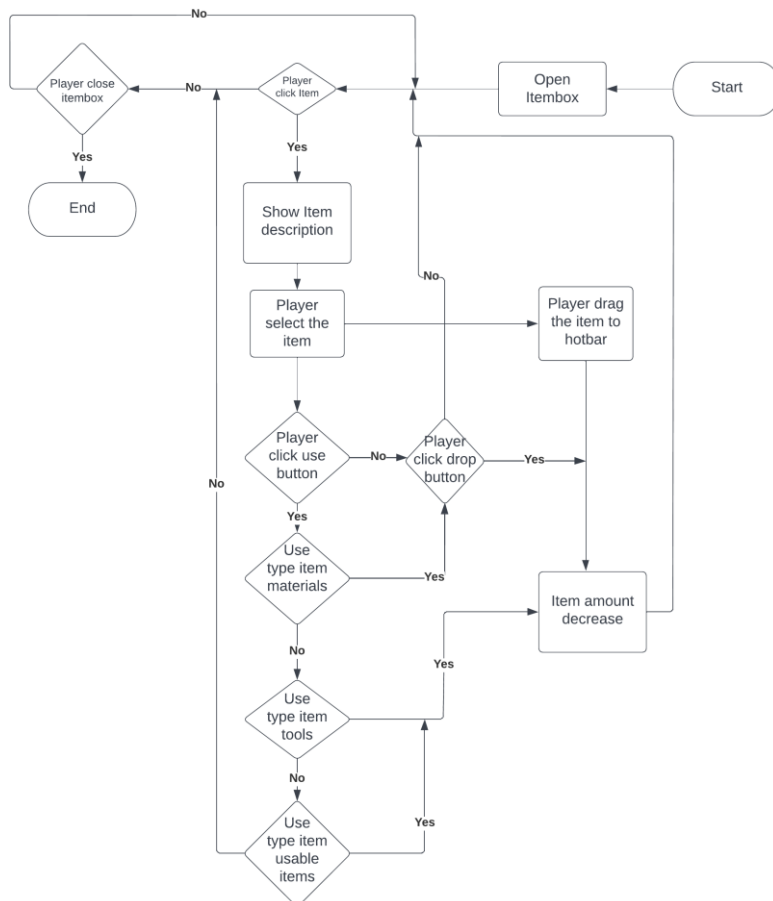 No
Player close
itembox
No
Player
click Item
Open
Itembox
Start
Yes
Yes
End
Show Item
description
No
Player
select the
item
Player drag
the item to
hotbar
Player
click use
button
No
Player
click drop
button
Yes
No
Yes
Use
type item
materials
Yes
Item amount
decrease
No
Yes
Use
type item
tools
No
Use
type item
usable
items
Yes